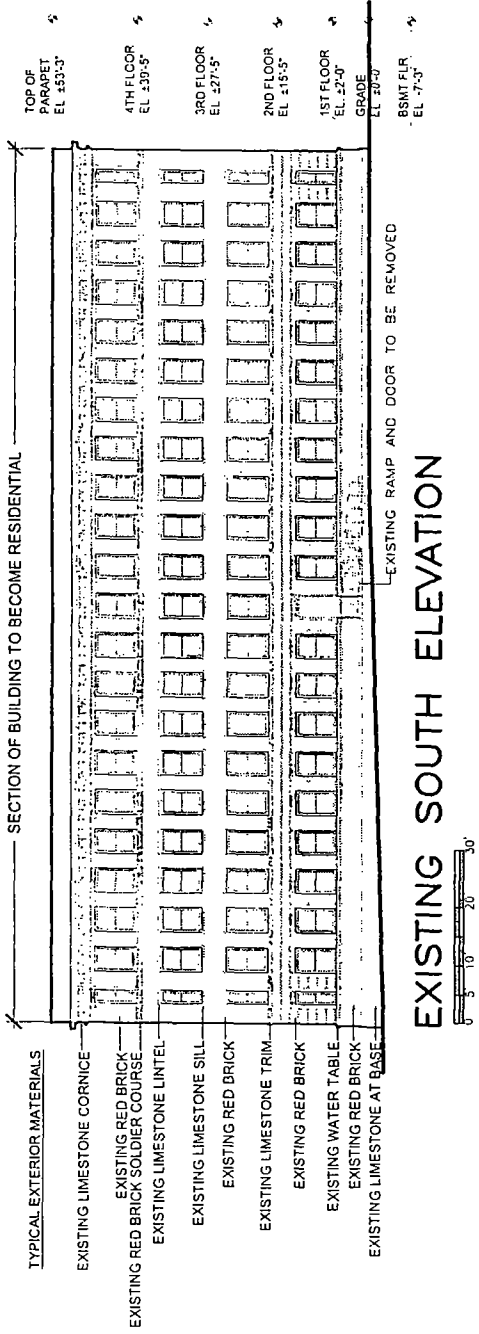 SECTION OF BUILDING TO BECOME RESIDENTIAL
TOP OF
PARAPET
EL ±53'-3"
4TH FLOOR
EL ±39'-5"
3RD FLOOR
EL ±27'-5"
2ND FLOOR
EL ±15'-5"
1ST FLOOR
EL. ±2'-0"
GRADE
EL ±0'-0"
BSMT FLR
EL -7'-3"
TYPICAL EXTERIOR MATERIALS
EXISTING LIMESTONE CORNICE
EXISTING RED BRICK
EXISTING RED BRICK SOLDIER COURSE
EXISTING LIMESTONE LINTEL
EXISTING LIMESTONE SILL
EXISTING RED BRICK
EXISTING LIMESTONE TRIM
EXISTING RED BRICK
EXISTING WATER TABLE
EXISTING RED BRICK
EXISTING LIMESTONE AT BASE
EXISTING RAMP AND DOOR TO BE REMOVED
EXISTING SOUTH ELEVATION
0 5 10 20 30'